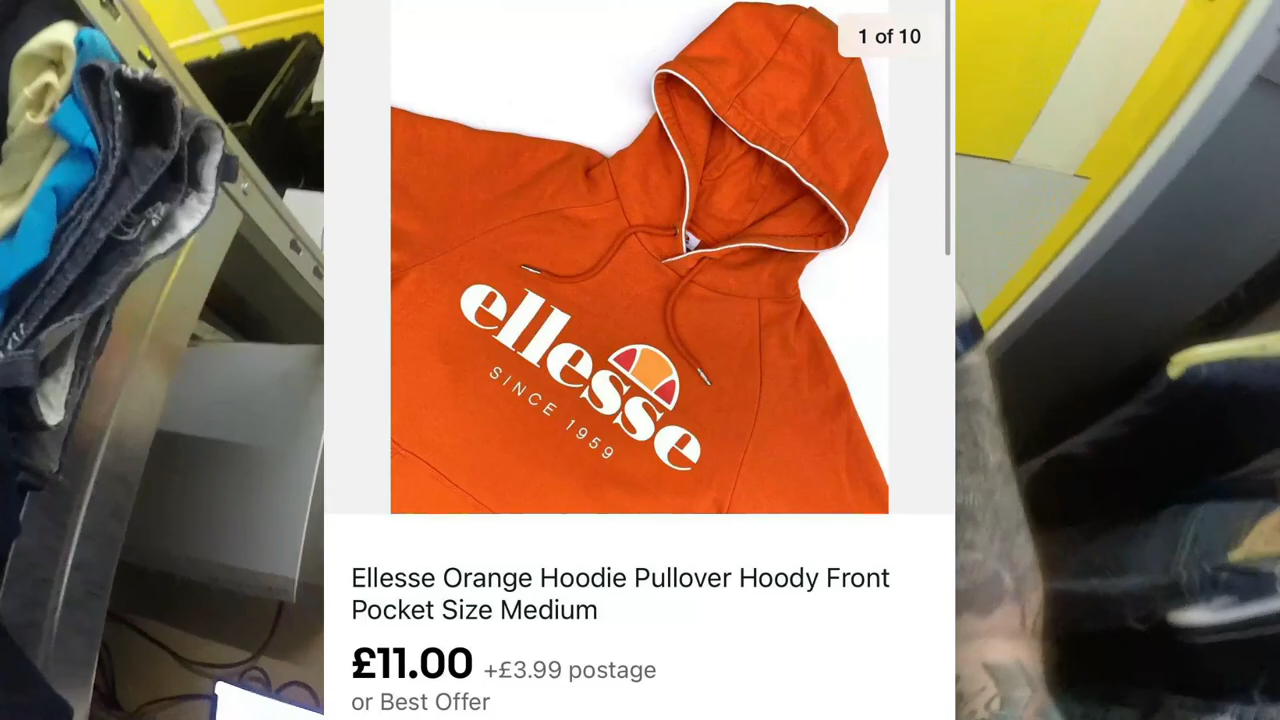 1 of 10
ellesse
SINCE 1959
Ellesse Orange Hoodie Pullover Hoody Front
Pocket Size Medium
£11.00 +£3.99 postage
or Best Offer